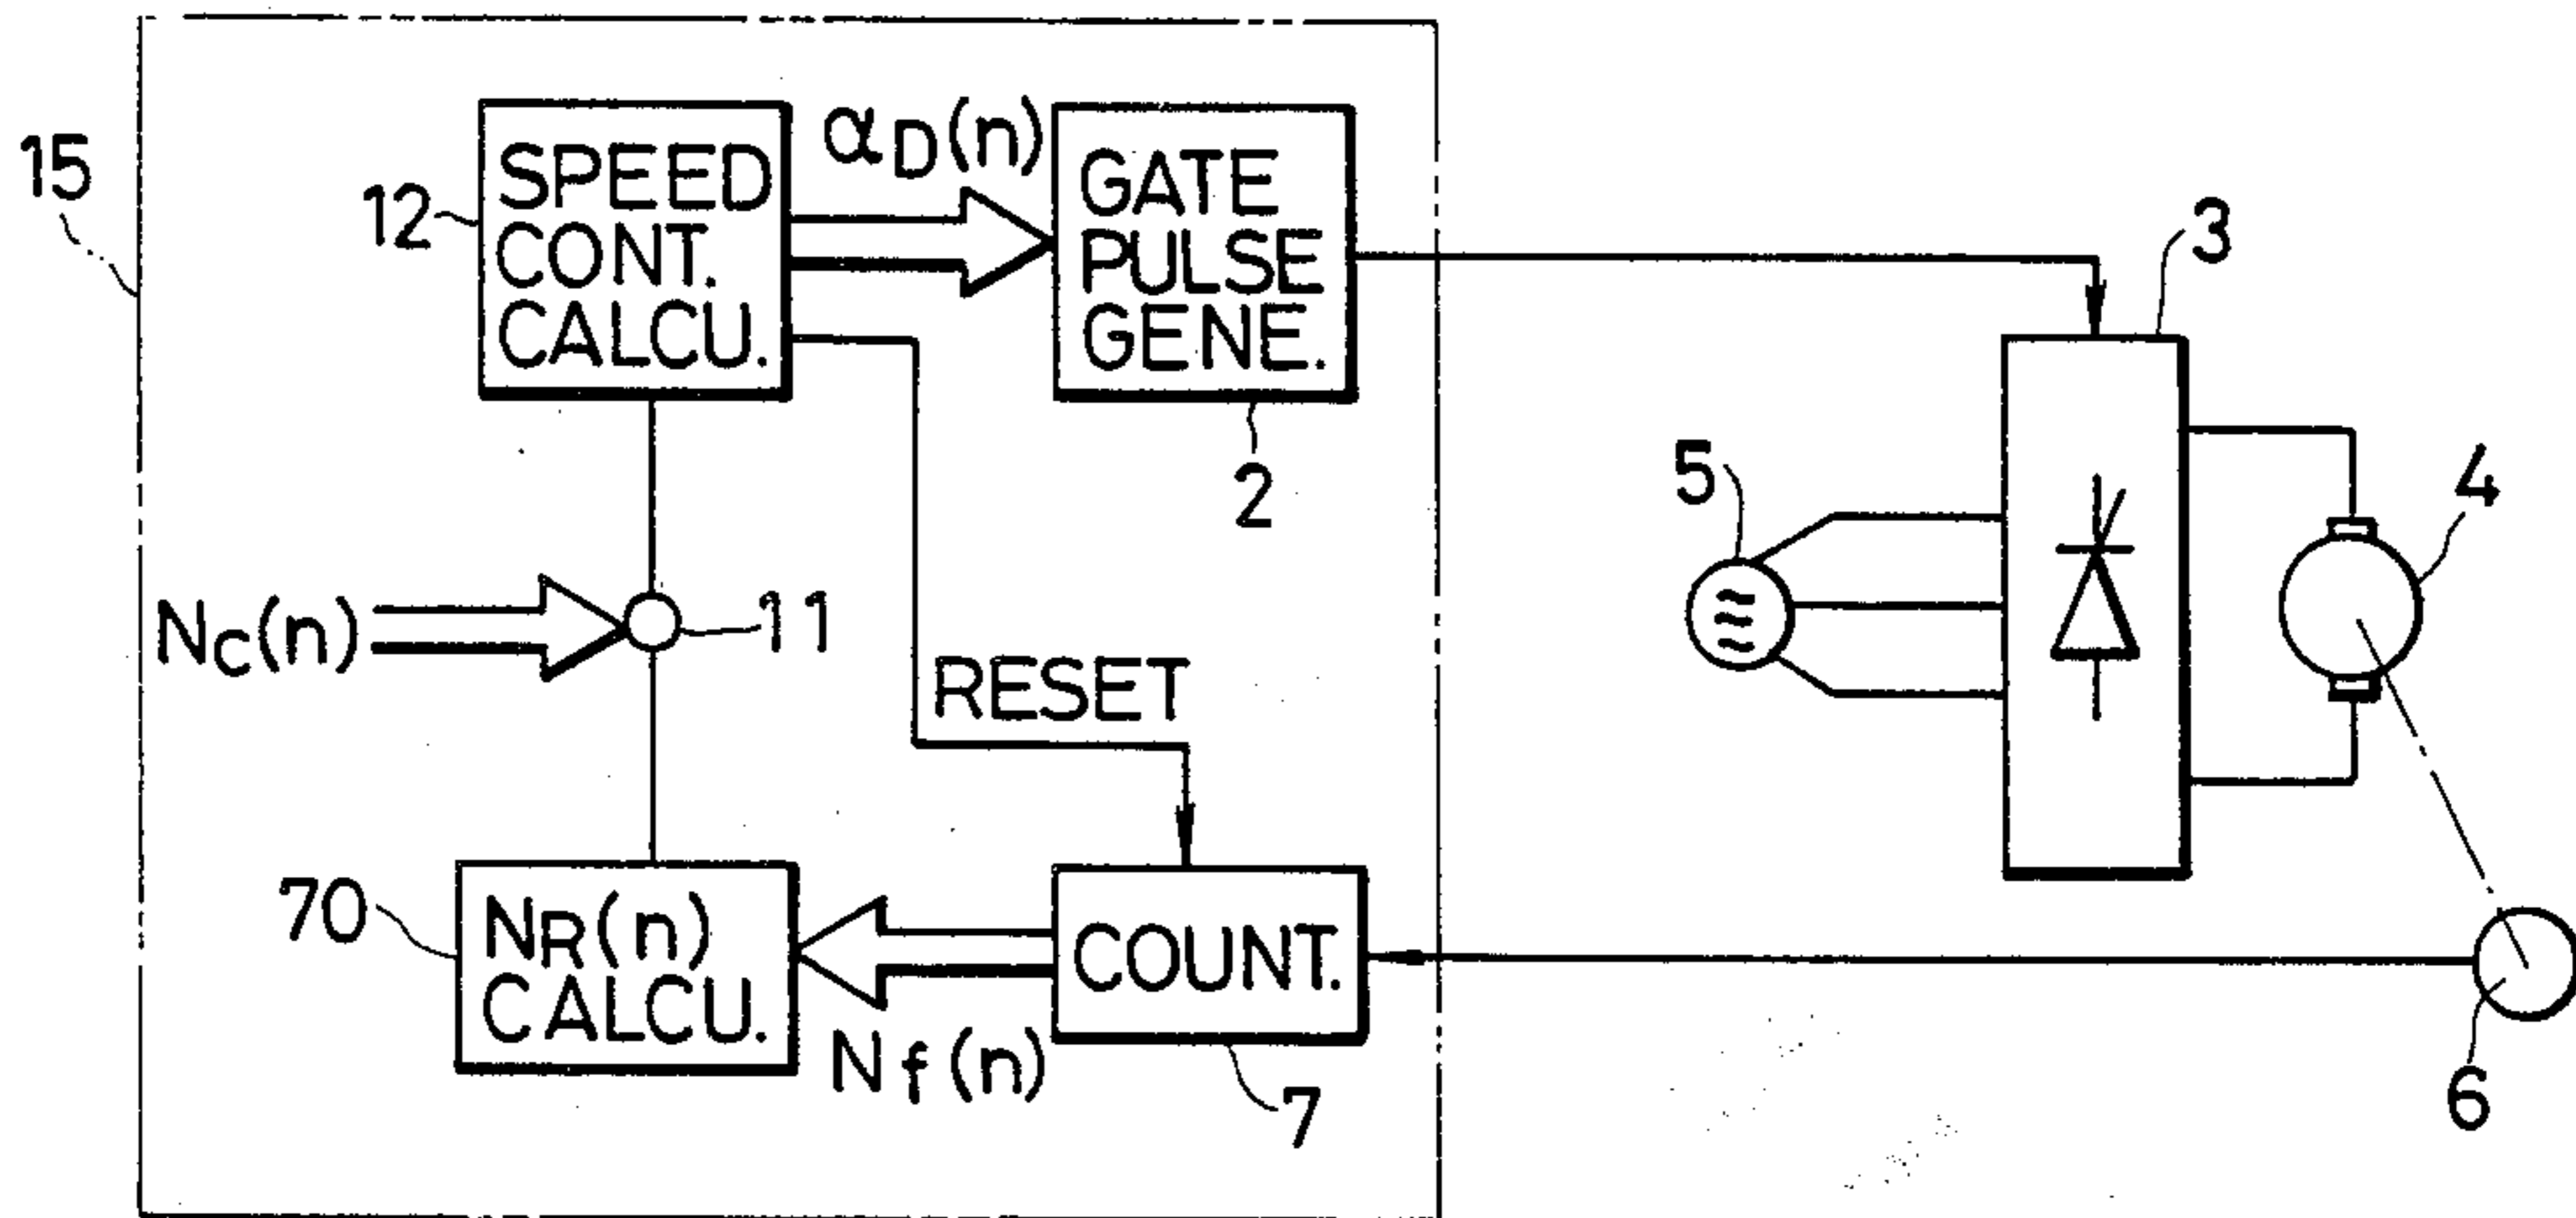 15
12
SPEED
CONT.
CALCU.
αD(n)
GATE
PULSE
GENE.
2
3
5
4
NC(n)
11
RESET
70
NR(n)
CALCU.
Nf(n)
COUNT.
7
6